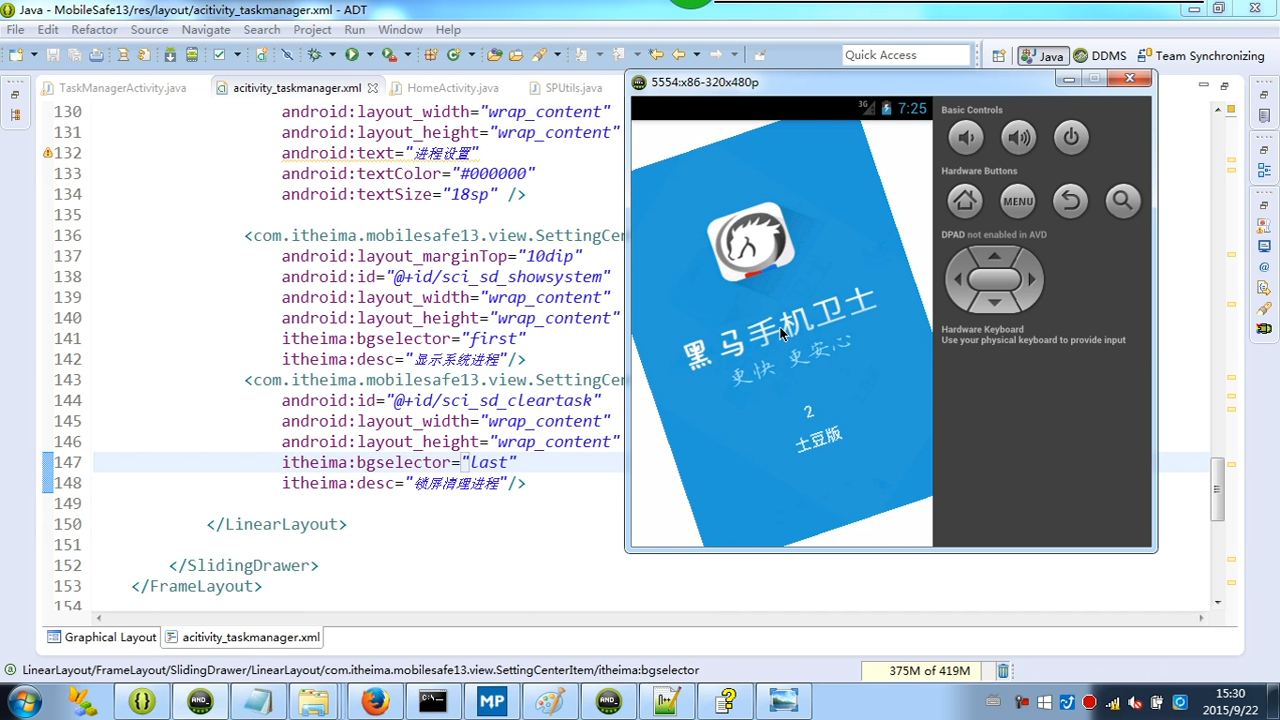 Java - MobileSafe13/res/layout/acitivity_taskmanager.xml - ADT
File Edit Refactor Source Navigate Search Project Run Window Help
Quick Access
Java
DDMS
Team Synchronizing
TaskManagerActivity.java
acitivity_taskmanager.xml
HomeActivity.java
SPUtils.java
130 android:layout_width="wrap_content"
131 android:layout_height="wrap_content"
132 android:text="进程设置"
133 android:textColor="#000000"
134 android:textSize="18sp" />
135
136 <com.itheima.mobilesafe13.view.SettingCen
137 android:layout_marginTop="10dip"
138 android:id="@+id/sci_sd_showsystem"
139 android:layout_width="wrap_content"
140 android:layout_height="wrap_content"
141 itheima:bgselector="first"
142 itheima:desc="显示系统进程"/>
143 <com.itheima.mobilesafe13.view.SettingCen
144 android:id="@+id/sci_sd_cleartask"
145 android:layout_width="wrap_content"
146 android:layout_height="wrap_content"
147 itheima:bgselector="last"
148 itheima:desc="锁屏清理进程"/>
149
150 </LinearLayout>
151
152 </SlidingDrawer>
153 </FrameLayout>
154
5554:x86-320x480p
3G 7:25
黑马手机卫士
更快 更安心
2
土豆版
Basic Controls
Hardware Buttons
MENU
DPAD not enabled in AVD
Hardware Keyboard
Use your physical keyboard to provide input
Graphical Layout
acitivity_taskmanager.xml
LinearLayout/FrameLayout/SlidingDrawer/LinearLayout/com.itheima.mobilesafe13.view.SettingCenterItem/itheima:bgselector
375M of 419M
AND_
MP
AND_
15:30
2015/9/22